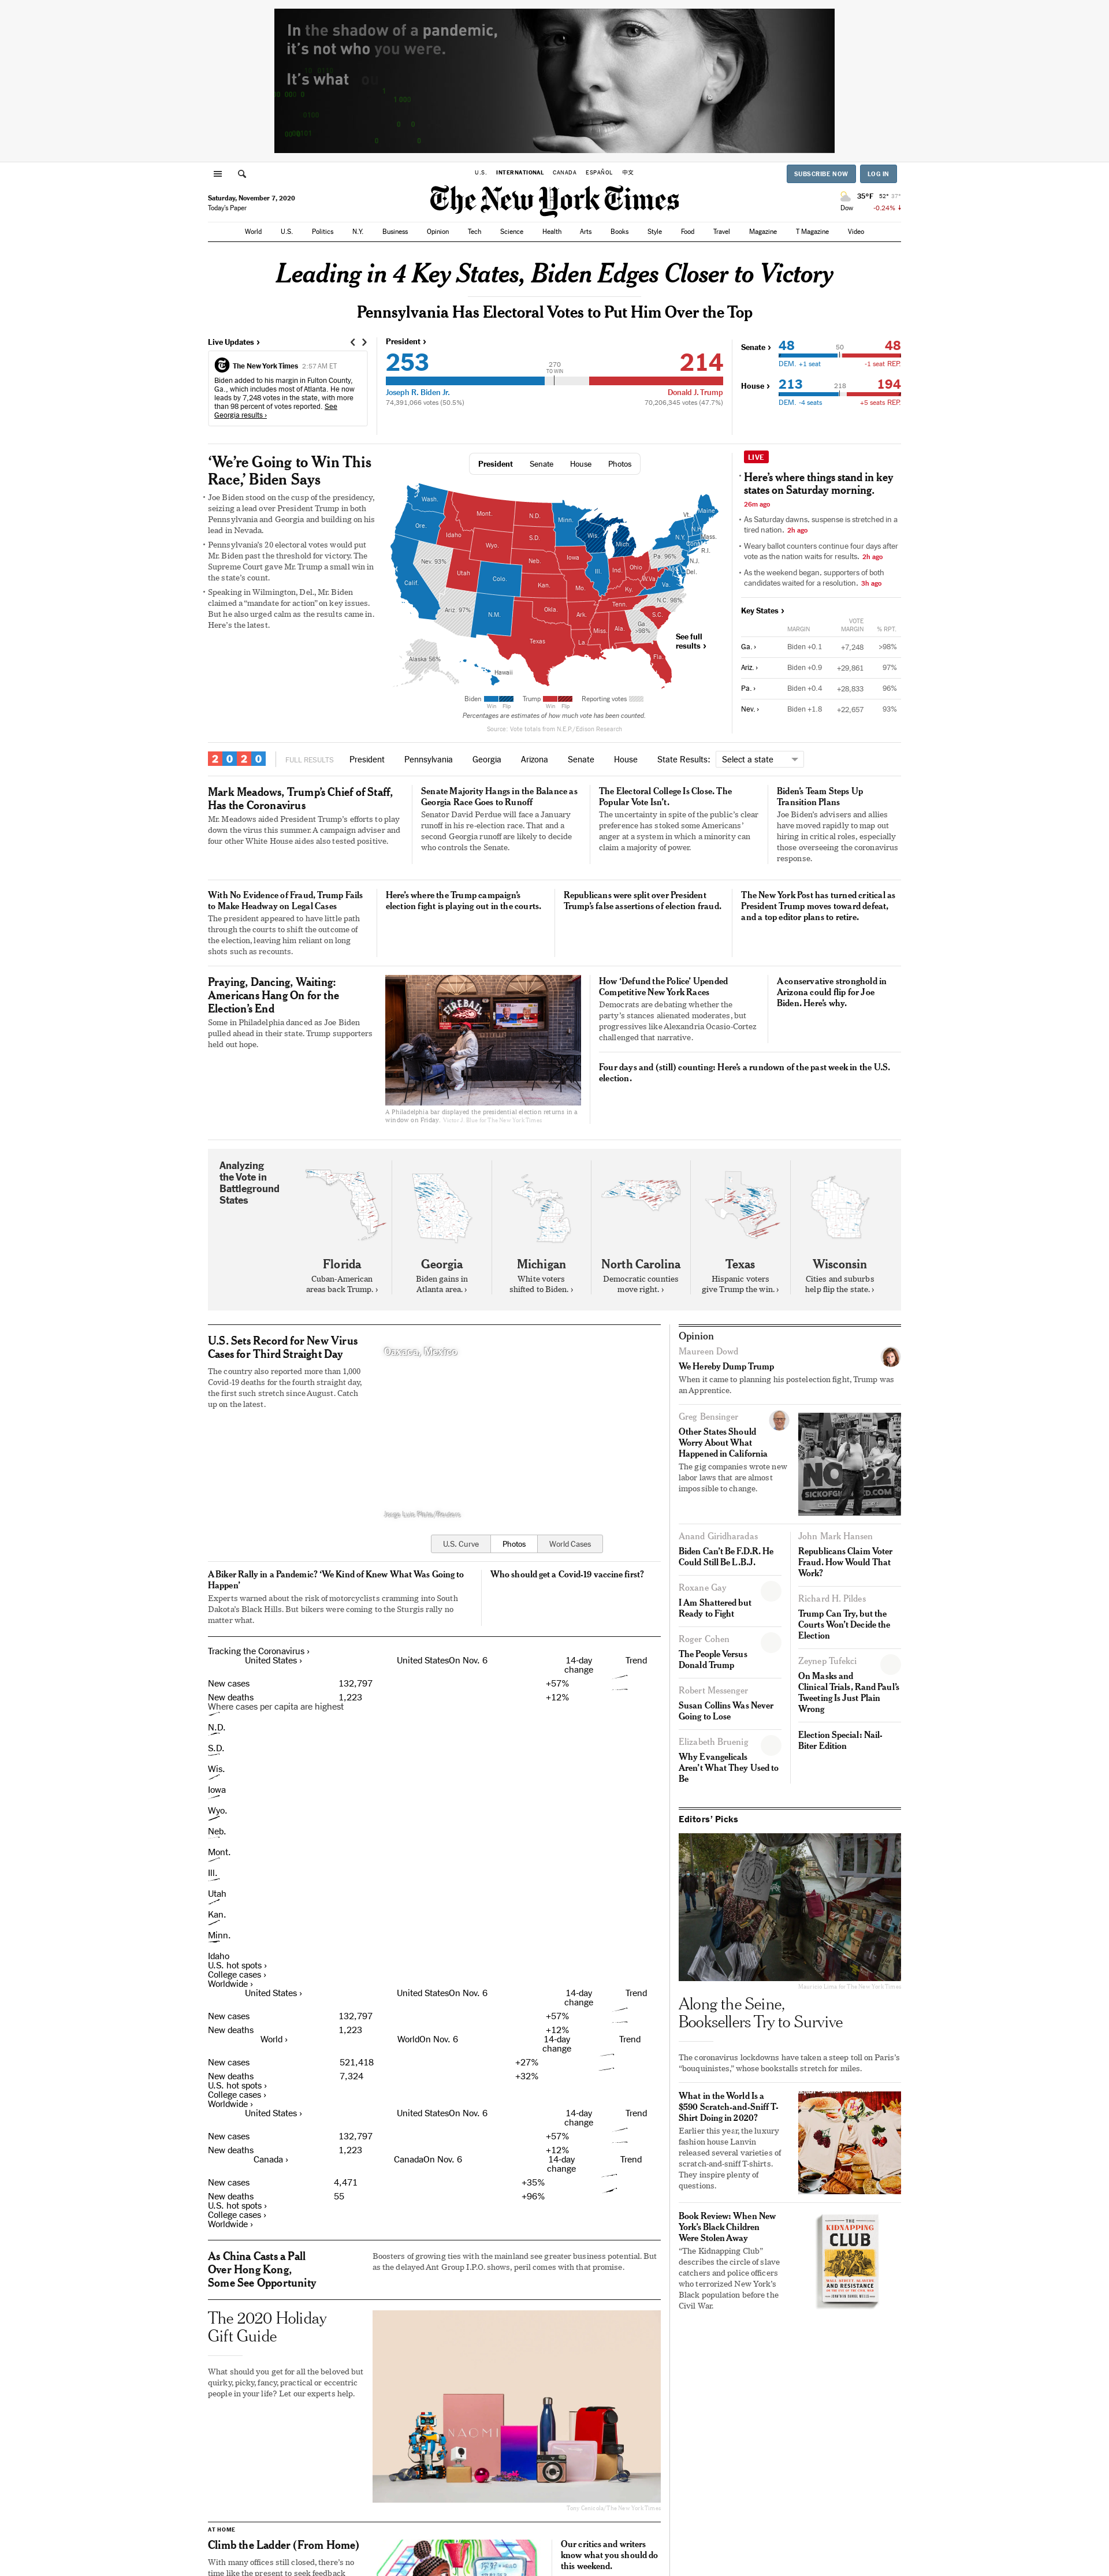 In the shadow of a pandemic,
it's not who you were.
It's what
U.S. INTERNATIONAL CANADA ESPAÑOL 中文
SUBSCRIBE NOW LOG IN
Saturday, November 7, 2020
Today's Paper
The New York Times
35°F 52° 37°
Dow -0.24% ↓
World U.S. Politics N.Y. Business Opinion Tech Science Health Arts Books Style Food Travel Magazine T Magazine Video
Leading in 4 Key States, Biden Edges Closer to Victory
Pennsylvania Has Electoral Votes to Put Him Over the Top
Live Updates ›
The New York Times 2:57 AM ET
Biden added to his margin in Fulton County,
Ga., which includes most of Atlanta. He now
leads by 7,248 votes in the state, with more
than 98 percent of votes reported. See
Georgia results ›
President ›
253 270 TO WIN 214
Joseph R. Biden Jr. Donald J. Trump
74,391,066 votes (50.5%) 70,206,345 votes (47.7%)
Senate › 48 50 48
DEM. +1 seat -1 seat REP.
House › 213 218 194
DEM. -4 seats +5 seats REP.
‘We’re Going to Win This
Race,’ Biden Says
Joe Biden stood on the cusp of the presidency,
seizing a lead over President Trump in both
Pennsylvania and Georgia and building on his
lead in Nevada.
Pennsylvania’s 20 electoral votes would put
Mr. Biden past the threshold for victory. The
Supreme Court gave Mr. Trump a small win in
the state’s count.
Speaking in Wilmington, Del., Mr. Biden
claimed a “mandate for action” on key issues.
But he also urged calm as the results came in.
Here’s the latest.
President Senate House Photos
Wash.
Ore.
Calif.
Nev. 93%
Idaho
Mont.
Wyo.
Utah
Ariz. 97%
Colo.
N.M.
N.D.
S.D.
Neb.
Kan.
Okla.
Texas
Minn.
Iowa
Mo.
Ark.
La.
Wis.
Ill.
Mich.
Ind.
Ohio
Ky.
Tenn.
Miss.
Ala.
Ga.
>98%
Fla.
S.C.
N.C. 98%
Va.
W.Va.
Pa. 96%
N.Y.
Vt.
N.H.
Maine
Mass.
R.I.
Conn.
N.J.
Del.
Alaska 56%
Hawaii
See full
results ›
Biden Trump Reporting votes
Win Flip Win Flip
Percentages are estimates of how much vote has been counted.
Source: Vote totals from N.E.P./Edison Research
LIVE
Here’s where things stand in key
states on Saturday morning.
26m ago
As Saturday dawns, suspense is stretched in a
tired nation. 2h ago
Weary ballot counters continue four days after
vote as the nation waits for results. 2h ago
As the weekend began, supporters of both
candidates waited for a resolution. 3h ago
Key States ›
MARGIN VOTE MARGIN % RPT.
Ga. › Biden +0.1 +7,248 >98%
Ariz. › Biden +0.9 +29,861 97%
Pa. › Biden +0.4 +28,833 96%
Nev. › Biden +1.8 +22,657 93%
2020 FULL RESULTS President Pennsylvania Georgia Arizona Senate House State Results: Select a state
Mark Meadows, Trump’s Chief of Staff,
Has the Coronavirus
Mr. Meadows aided President Trump’s efforts to play
down the virus this summer. A campaign adviser and
four other White House aides also tested positive.
Senate Majority Hangs in the Balance as
Georgia Race Goes to Runoff
Senator David Perdue will face a January
runoff in his re-election race. That and a
second Georgia runoff are likely to decide
who controls the Senate.
The Electoral College Is Close. The
Popular Vote Isn’t.
The uncertainty in spite of the public’s clear
preference has stoked some Americans’
anger at a system in which a minority can
claim a majority of power.
Biden’s Team Steps Up
Transition Plans
Joe Biden’s advisers and allies
have moved rapidly to map out
hiring in critical roles, especially
those overseeing the coronavirus
response.
With No Evidence of Fraud, Trump Fails
to Make Headway on Legal Cases
The president appeared to have little path
through the courts to shift the outcome of
the election, leaving him reliant on long
shots such as recounts.
Here’s where the Trump campaign’s
election fight is playing out in the courts.
Republicans were split over President
Trump’s false assertions of election fraud.
The New York Post has turned critical as
President Trump moves toward defeat,
and a top editor plans to retire.
Praying, Dancing, Waiting:
Americans Hang On for the
Election’s End
Some in Philadelphia danced as Joe Biden
pulled ahead in their state. Trump supporters
held out hope.
FIREBALL
A Philadelphia bar displayed the presidential election returns in a
window on Friday. Victor J. Blue for The New York Times
How ‘Defund the Police’ Upended
Competitive New York Races
Democrats are debating whether the
party’s stances alienated moderates, but
progressives like Alexandria Ocasio-Cortez
challenged that narrative.
A conservative stronghold in
Arizona could flip for Joe
Biden. Here’s why.
Four days and (still) counting: Here’s a rundown of the past week in the U.S.
election.
Analyzing
the Vote in
Battleground
States
Florida
Cuban-American
areas back Trump. ›
Georgia
Biden gains in
Atlanta area. ›
Michigan
White voters
shifted to Biden. ›
North Carolina
Democratic counties
move right. ›
Texas
Hispanic voters
give Trump the win. ›
Wisconsin
Cities and suburbs
help flip the state. ›
U.S. Sets Record for New Virus
Cases for Third Straight Day
The country also reported more than 1,000
Covid-19 deaths for the fourth straight day,
the first such stretch since August. Catch
up on the latest.
Oaxaca, Mexico
Jorge Luis Plata/Reuters
U.S. Curve Photos World Cases
A Biker Rally in a Pandemic? ‘We Kind of Knew What Was Going to
Happen’
Experts warned about the risk of motorcyclists cramming into South
Dakota’s Black Hills. But bikers were coming to the Sturgis rally no
matter what.
Who should get a Covid-19 vaccine first?
Tracking the Coronavirus ›
United States › United StatesOn Nov. 6 14-day change Trend
New cases 132,797 +57%
New deaths 1,223 +12%
Where cases per capita are highest
N.D.
S.D.
Wis.
Iowa
Wyo.
Neb.
Mont.
Ill.
Utah
Kan.
Minn.
Idaho
U.S. hot spots ›
College cases ›
Worldwide ›
United States › United StatesOn Nov. 6 14-day change Trend
New cases 132,797 +57%
New deaths 1,223 +12%
World › WorldOn Nov. 6 14-day change Trend
New cases 521,418 +27%
New deaths 7,324 +32%
U.S. hot spots ›
College cases ›
Worldwide ›
United States › United StatesOn Nov. 6 14-day change Trend
New cases 132,797 +57%
New deaths 1,223 +12%
Canada › CanadaOn Nov. 6 14-day change Trend
New cases 4,471 +35%
New deaths 55 +96%
U.S. hot spots ›
College cases ›
Worldwide ›
As China Casts a Pall
Over Hong Kong,
Some See Opportunity
Boosters of growing ties with the mainland see greater business potential. But
as the delayed Ant Group I.P.O. shows, peril comes with that promise.
The 2020 Holiday
Gift Guide
What should you get for all the beloved but
quirky, picky, fancy, practical or eccentric
people in your life? Let our experts help.
NAOMI
Tony Cenicola/The New York Times
AT HOME
Climb the Ladder (From Home)
With many offices still closed, there’s no
time like the present to seek feedback
Our critics and writers
know what you should do
this weekend.
Opinion
Maureen Dowd
We Hereby Dump Trump
When it came to planning his postelection fight, Trump was
an Apprentice.
Greg Bensinger
Other States Should
Worry About What
Happened in California
The gig companies wrote new
labor laws that are almost
impossible to change.
NO 22
Anand Giridharadas
Biden Can’t Be F.D.R. He
Could Still Be L.B.J.
Roxane Gay
I Am Shattered but
Ready to Fight
Roger Cohen
The People Versus
Donald Trump
Robert Messenger
Susan Collins Was Never
Going to Lose
Elizabeth Bruenig
Why Evangelicals
Aren’t What They Used to
Be
John Mark Hansen
Republicans Claim Voter
Fraud. How Would That
Work?
Richard H. Pildes
Trump Can Try, but the
Courts Won’t Decide the
Election
Zeynep Tufekci
On Masks and
Clinical Trials, Rand Paul’s
Tweeting Is Just Plain
Wrong
Election Special: Nail-
Biter Edition
Editors’ Picks
Mauricio Lima for The New York Times
Along the Seine,
Booksellers Try to Survive
The coronavirus lockdowns have taken a steep toll on Paris’s
“bouquinistes,” whose bookstalls stretch for miles.
What in the World Is a
$590 Scratch-and-Sniff T-
Shirt Doing in 2020?
Earlier this year, the luxury
fashion house Lanvin
released several varieties of
scratch-and-sniff T-shirts.
They inspire plenty of
questions.
Book Review: When New
York’s Black Children
Were Stolen Away
“The Kidnapping Club”
describes the circle of slave
catchers and police officers
who terrorized New York’s
Black population before the
Civil War.
THE
KIDNAPPING
CLUB
AND RESISTANCE